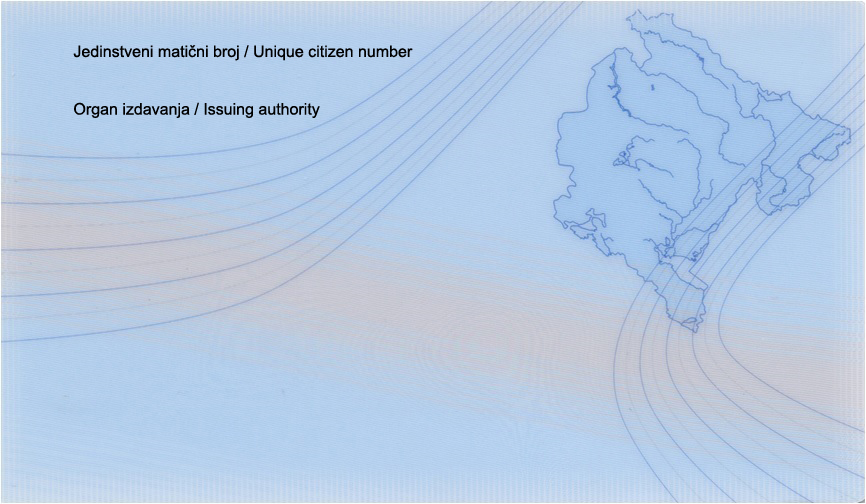 Jedinstveni matični broj / Unique citizen number
Organ izdavanja / Issuing authority